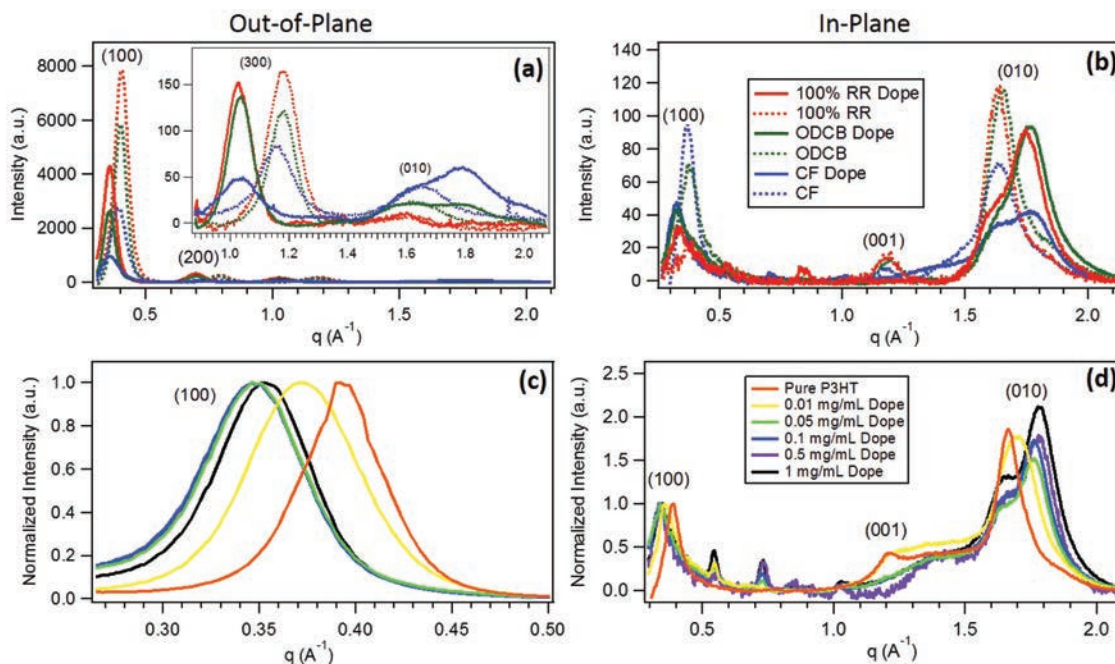 Out-of-Plane
In-Plane
(a)
(100)
(300)
(010)
(200)
Intensity (a.u.)
8000
6000
4000
2000
0
150
100
50
0
1.0
1.2
1.4
1.6
1.8
2.0
0.5
1.0
1.5
2.0
q (A⁻¹)
(b)
(100)
(010)
(001)
100% RR Dope
100% RR
ODCB Dope
ODCB
CF Dope
CF
Intensity (a.u.)
140
120
100
80
60
40
20
0
0.5
1.0
1.5
2.0
q (A⁻¹)
(c)
(100)
Normalized Intensity (a.u.)
1.0
0.8
0.6
0.4
0.2
0.0
0.30
0.35
0.40
0.45
0.50
q (A⁻¹)
(d)
(100)
(001)
(010)
Pure P3HT
0.01 mg/mL Dope
0.05 mg/mL Dope
0.1 mg/mL Dope
0.5 mg/mL Dope
1 mg/mL Dope
Normalized Intensity (a.u.)
2.5
2.0
1.5
1.0
0.5
0.0
0.5
1.0
1.5
2.0
q (A⁻¹)